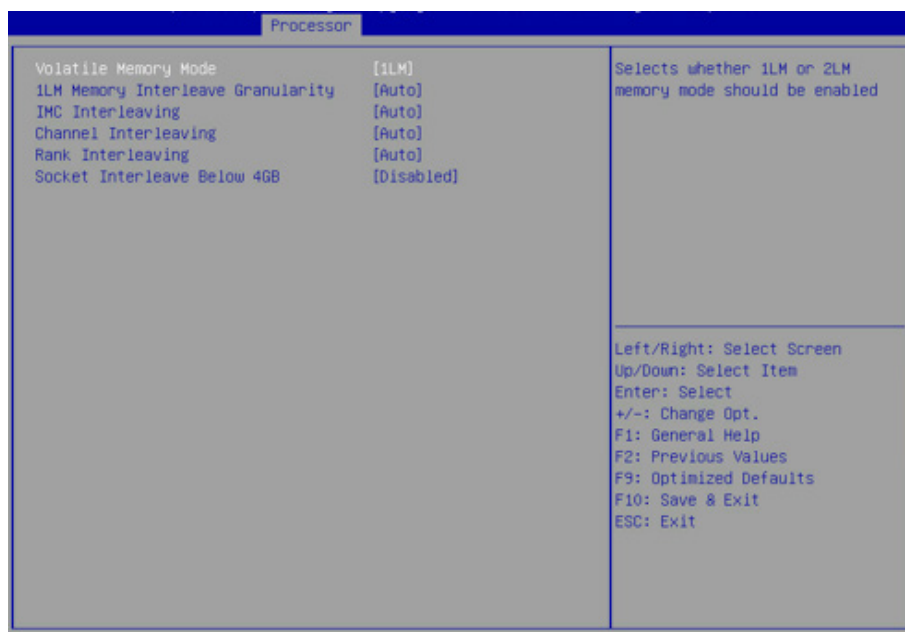 Processor
Volatile Memory Mode [1LM]
1LM Memory Interleave Granularity [Auto]
IMC Interleaving [Auto]
Channel Interleaving [Auto]
Rank Interleaving [Auto]
Socket Interleave Below 4GB [Disabled]
Selects whether 1LM or 2LM
memory mode should be enabled
Left/Right: Select Screen
Up/Down: Select Item
Enter: Select
+/-: Change Opt.
F1: General Help
F2: Previous Values
F9: Optimized Defaults
F10: Save & Exit
ESC: Exit